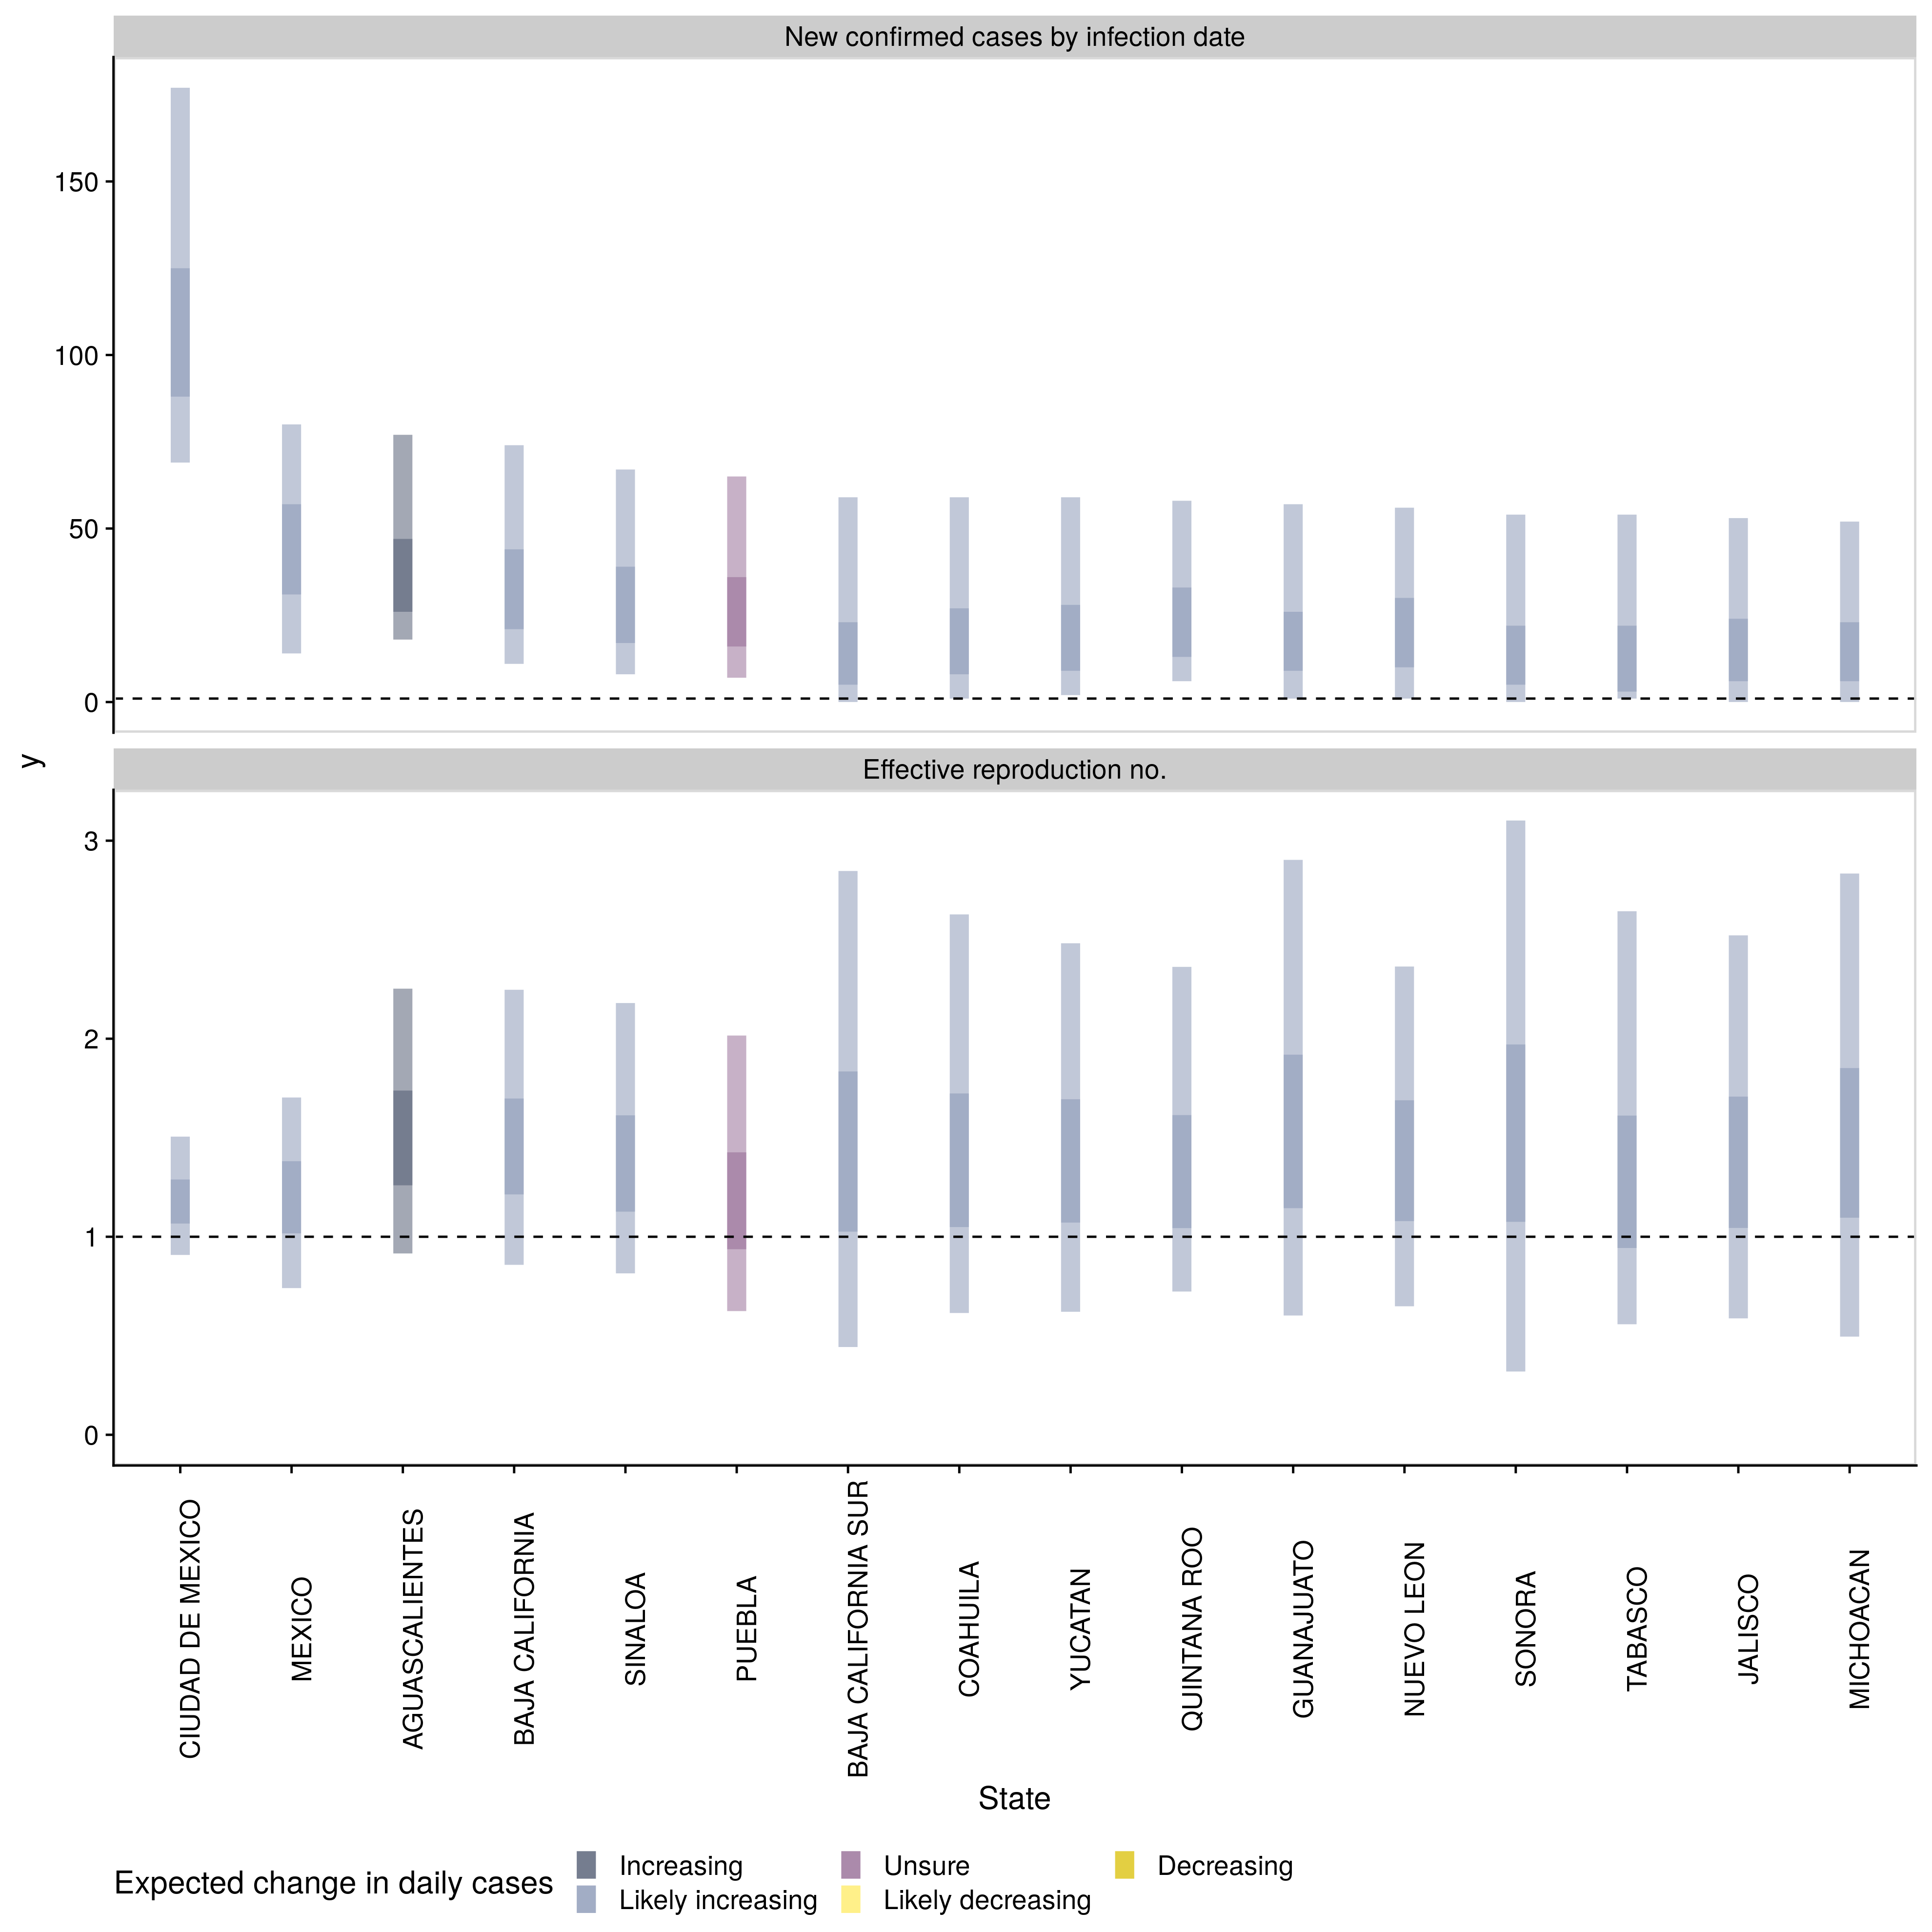 New confirmed cases by infection date
150
100
50
0
y
Effective reproduction no.
3
2
1
0
CIUDAD DE MEXICO
MEXICO
AGUASCALIENTES
BAJA CALIFORNIA
SINALOA
PUEBLA
BAJA CALIFORNIA SUR
COAHUILA
YUCATAN
QUINTANA ROO
GUANAJUATO
NUEVO LEON
SONORA
TABASCO
JALISCO
MICHOACAN
State
Expected change in daily cases
Increasing
Likely increasing
Unsure
Likely decreasing
Decreasing